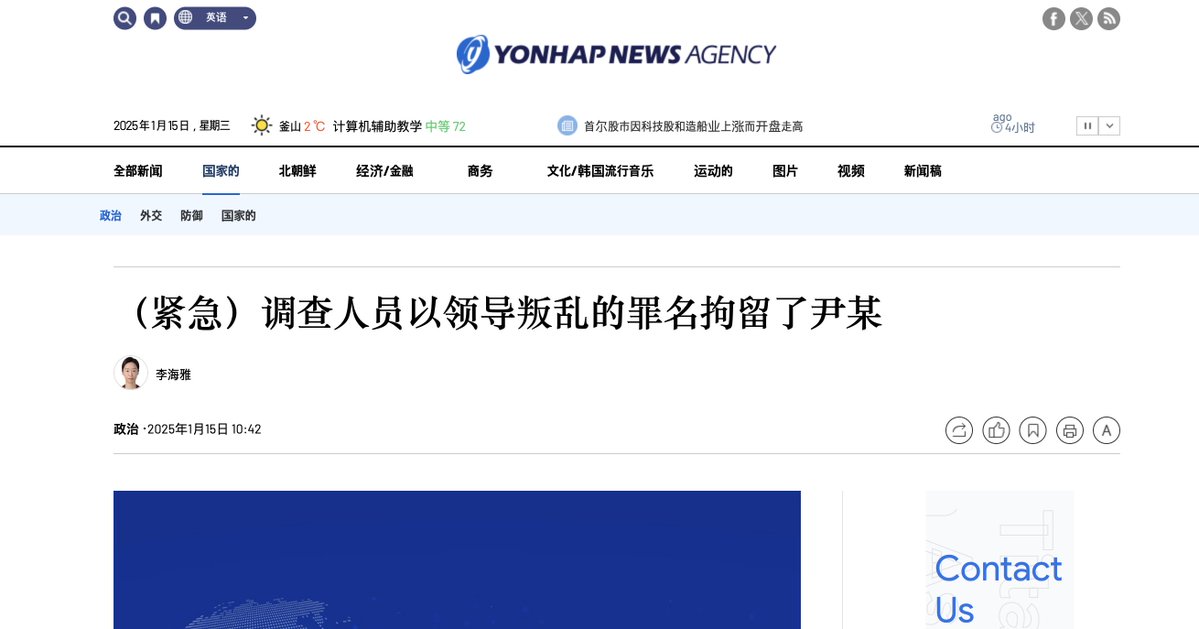 英语
YONHAP NEWS AGENCY
2025年1月15日 , 星期三 釜山 2 ℃ 计算机辅助教学 中等 72 首尔股市因科技股和造船业上涨而开盘走高 ago 4小时
全部新闻 国家的 北朝鲜 经济/金融 商务 文化/韩国流行音乐 运动的 图片 视频 新闻稿
政治 外交 防御 国家的
（紧急）调查人员以领导叛乱的罪名拘留了尹某
李海雅
政治 · 2025年1月15日 10:42
A
Contact
Us